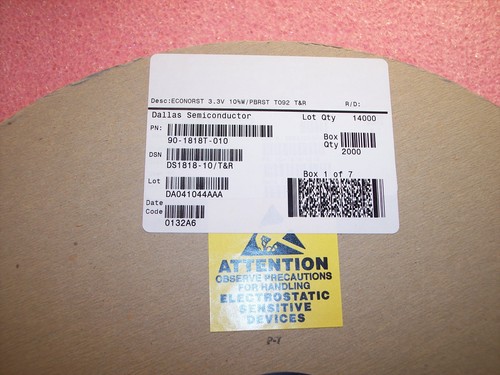 Desc:ECONORST 3.3V 10%W/PBRST TO92 T&R R/D:
Dallas Semiconductor Lot Qty 14000
PN:
90-1818T-010
Box Qty 2000
DSN
DS1818-10/T&R
Box 1 of 7
Lot
DA041044AAA
Date Code
0132A6
ATTENTION
OBSERVE PRECAUTIONS
FOR HANDLING
ELECTROSTATIC
SENSITIVE
DEVICES